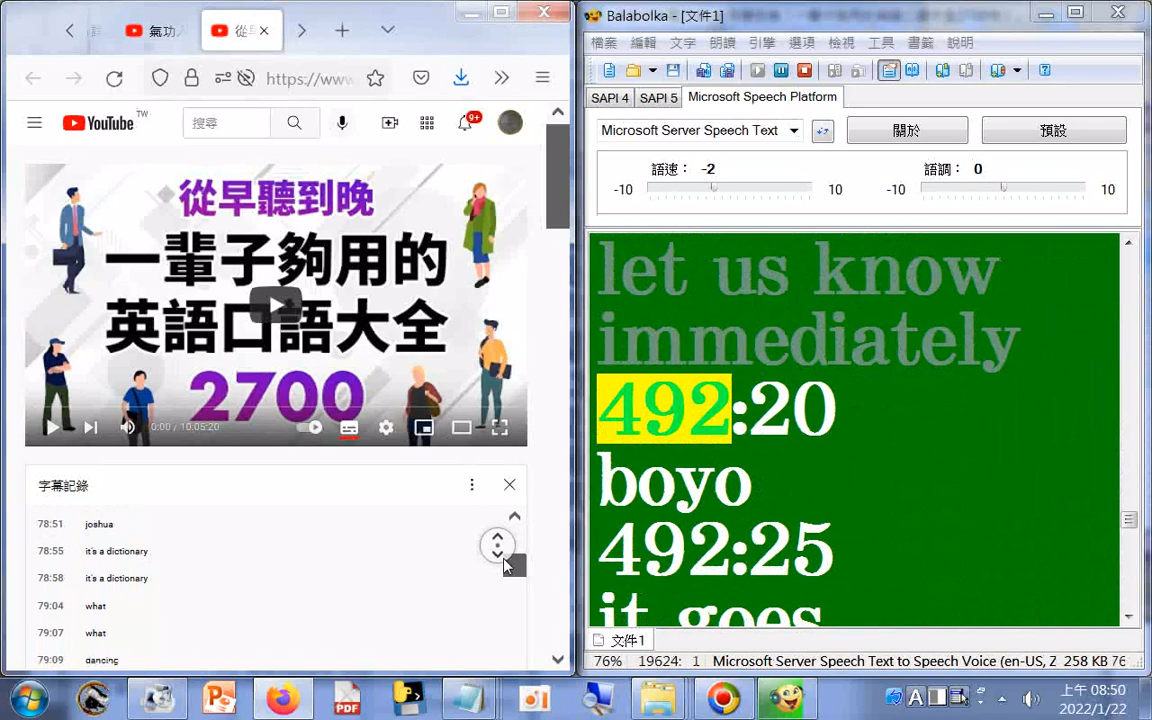 氣功
從
https://www
YouTube
TW
搜尋
9+
從早聽到晚
一輩子夠用的
英語口語大全
2700
0:00 / 10:05:20
字幕記錄
78:51 joshua
78:55 it's a dictionary
78:58 it's a dictionary
79:04 what
79:07 what
79:09 dancing
Balabolka - [文件1]
檔案 編輯 文字 朗讀 引擎 選項 檢視 工具 書籤 說明
SAPI 4 SAPI 5 Microsoft Speech Platform
Microsoft Server Speech Text 關於 預設
語速： -2 語調： 0
-10 10 -10 10
let us know
immediately
492:20
boyo
492:25
it goes
文件1
76% 19624: 1 Microsoft Server Speech Text to Speech Voice (en-US, Z 258 KB 76
PDF
A
上午 08:50
2022/1/22